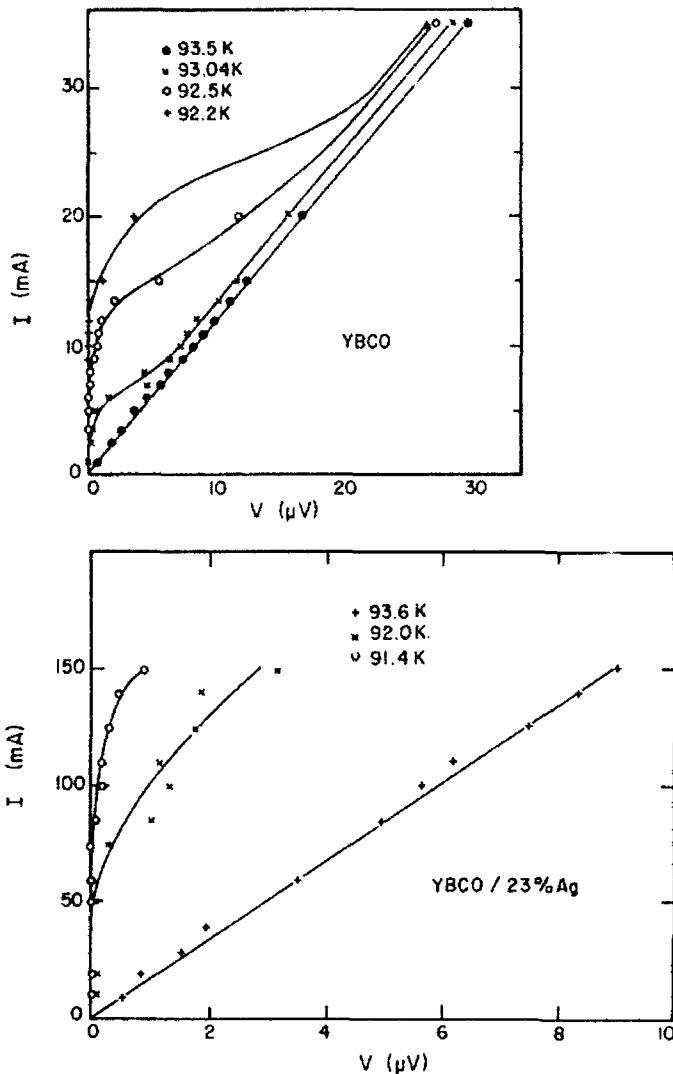 ● 93.5 K
× 93.04K
○ 92.5K
+ 92.2K
30
20
10
0
I (mA)
YBCO
0 10 20 30
V (μV)
+ 93.6 K
× 92.0 K.
○ 91.4 K
150
100
50
0
I (mA)
YBCO / 23% Ag
0 2 4 6 8 10
V (μV)